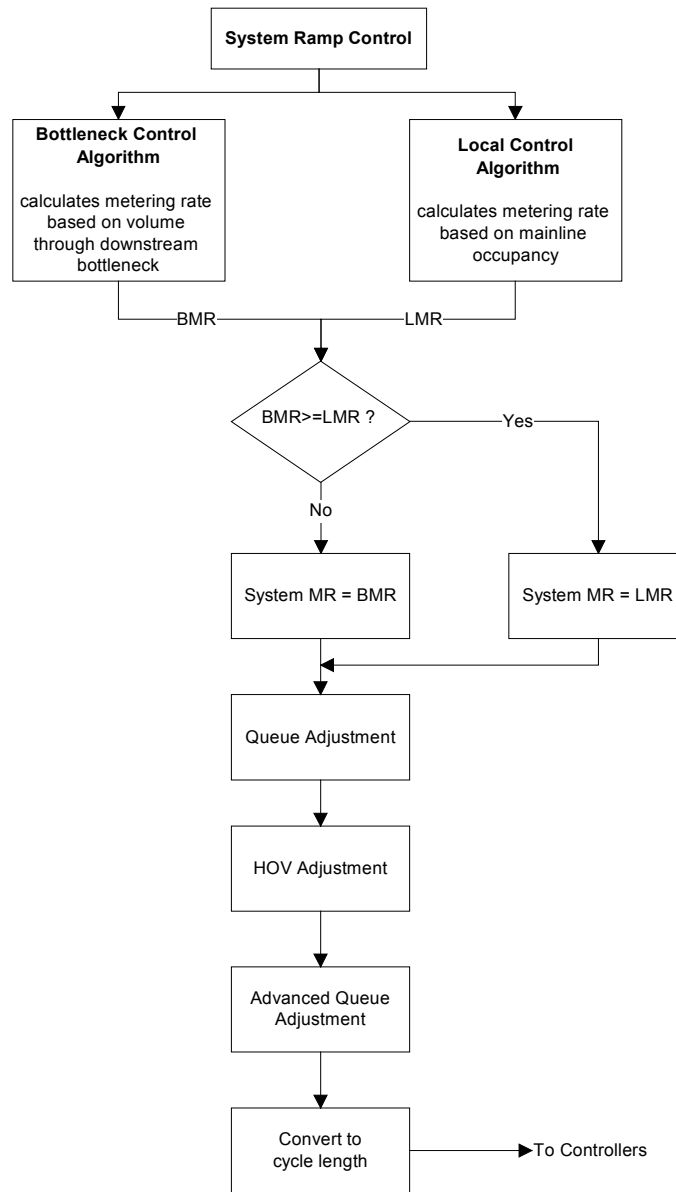 System Ramp Control
Bottleneck Control
Algorithm
calculates metering rate
based on volume
through downstream
bottleneck
Local Control
Algorithm
calculates metering rate
based on mainline
occupancy
BMR
LMR
BMR>=LMR ?
Yes
No
System MR = BMR
System MR = LMR
Queue Adjustment
HOV Adjustment
Advanced Queue
Adjustment
Convert to
cycle length
To Controllers